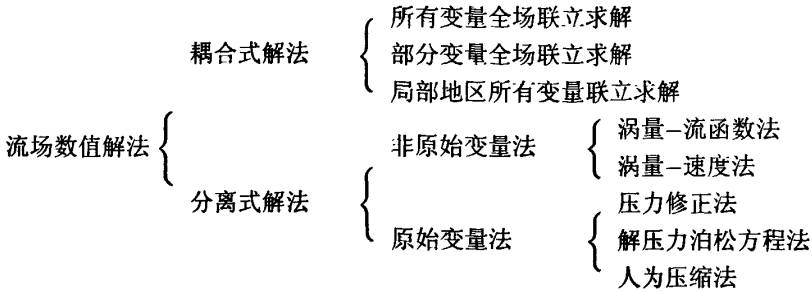 所有变量全场联立求解
耦合式解法
部分变量全场联立求解
局部地区所有变量联立求解
流场数值解法
非原始变量法
涡量-流函数法
涡量-速度法
分离式解法
原始变量法
压力修正法
解压力泊松方程法
人为压缩法